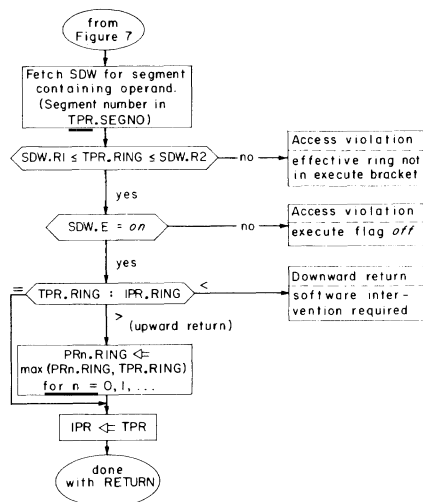 from
Figure 7
Fetch SDW for segment
containing operand.
(Segment number in
TPR.SEGNO)
SDW.R1 ≤ TPR.RING ≤ SDW.R2
no
Access violation
effective ring not
in execute bracket
yes
SDW.E = on
no
Access violation
execute flag off
yes
=
TPR.RING : IPR.RING
<
Downward return
software inter-
vention required
>
(upward return)
PRn.RING ⇐
max(PRn.RING, TPR.RING)
for n = 0, 1, ...
IPR ⇐ TPR
done
with RETURN